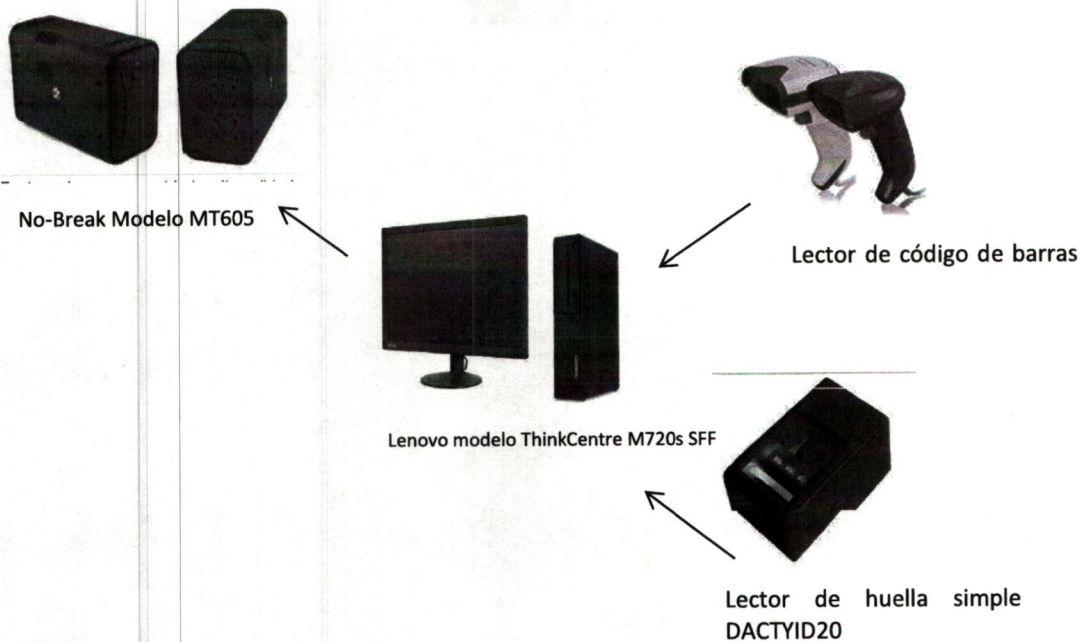 No-Break Modelo MT605
Lector de código de barras
Lenovo modelo ThinkCentre M720s SFF
Lector de huella simple
DACTYID20